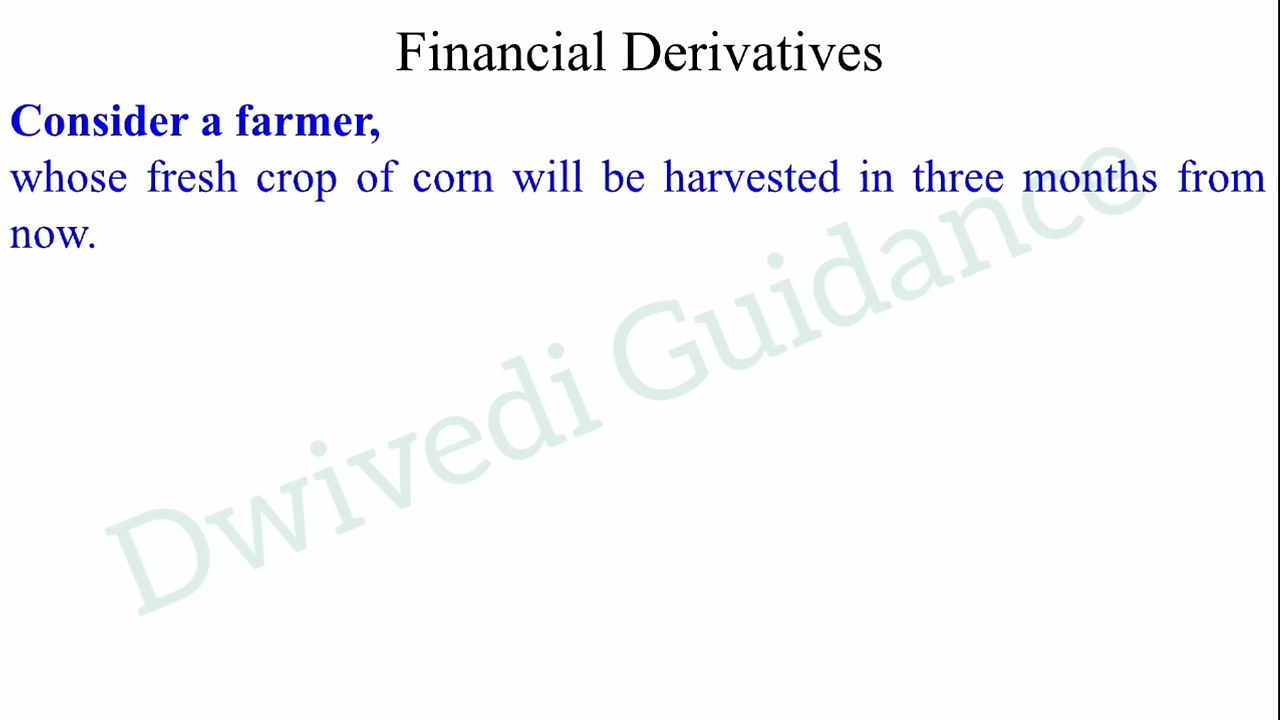 Financial Derivatives
Consider a farmer,
whose fresh crop of corn will be harvested in three months from
now.
Dwivedi Guidance